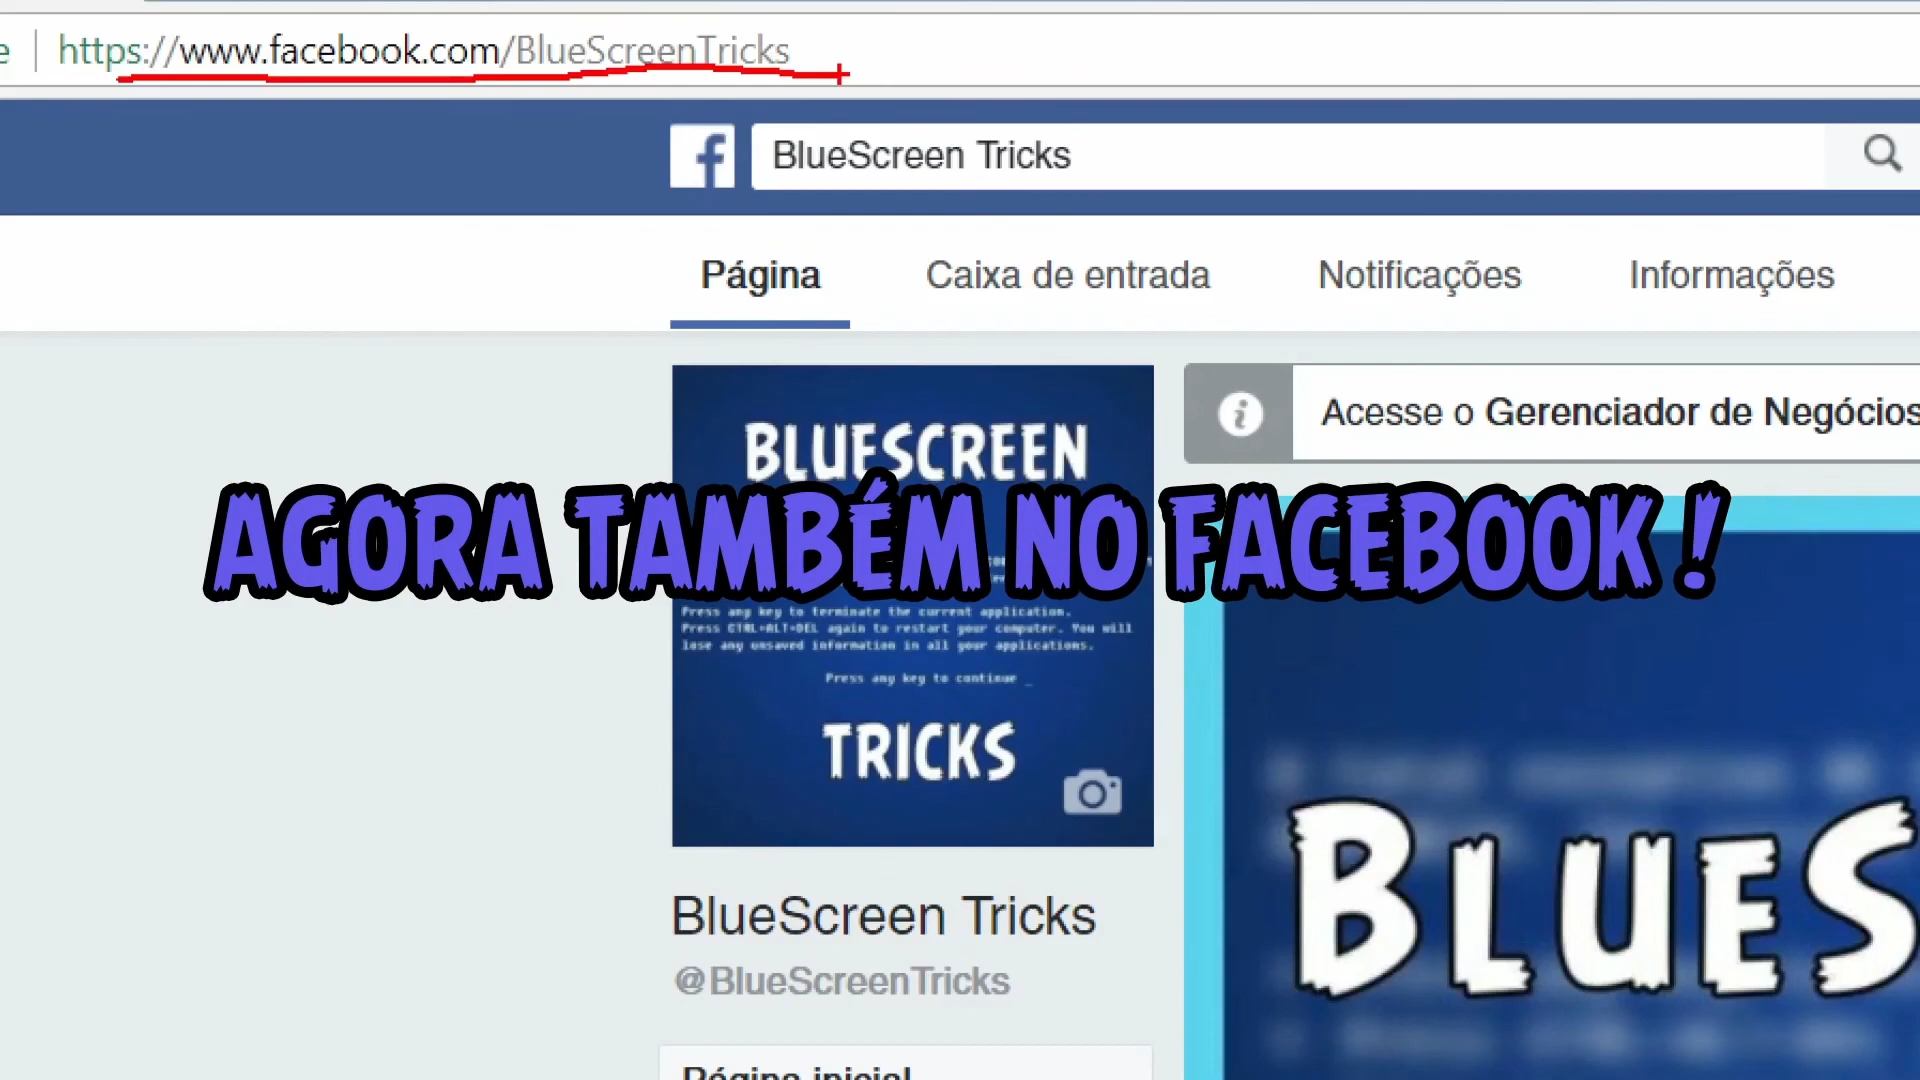 https://www.facebook.com/BlueScreenTricks
BlueScreen Tricks
Página Caixa de entrada Notificações Informações
Acesse o Gerenciador de Negócios
BLUESCREEN
AGORA TAMBÉM NO FACEBOOK !
Press any key to terminate the current application.
Press CTRL+ALT+DEL again to restart your computer. You will
lose any unsaved information in all your applications.
Press any key to continue _
TRICKS
BLUES
BlueScreen Tricks
@BlueScreenTricks
Página inicial